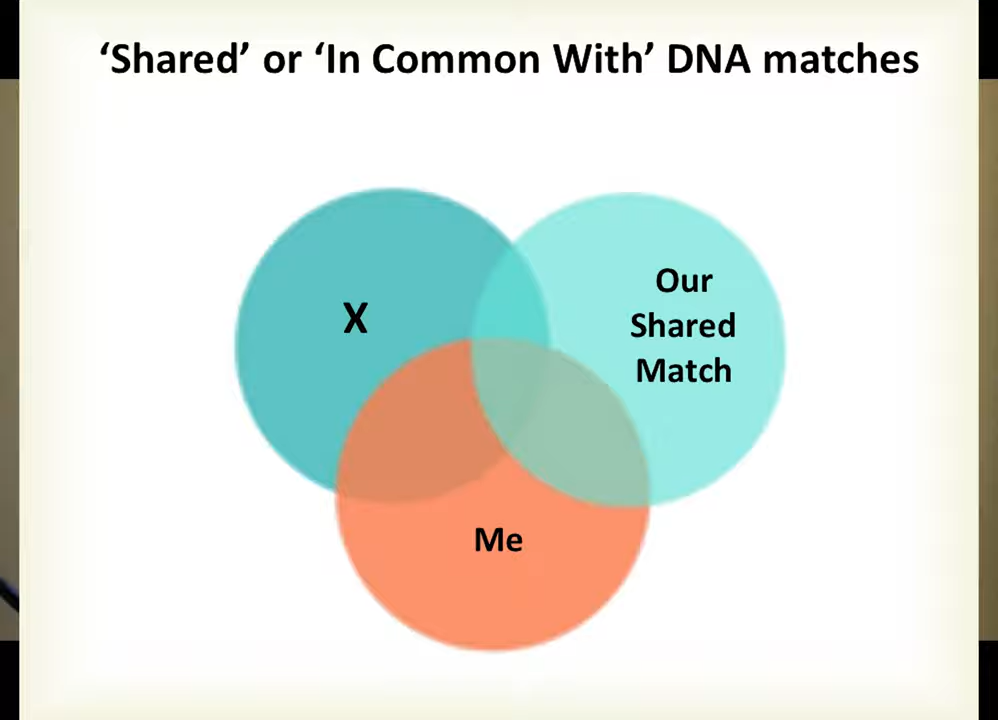 ‘Shared’ or ‘In Common With’ DNA matches
X
Our
Shared
Match
Me